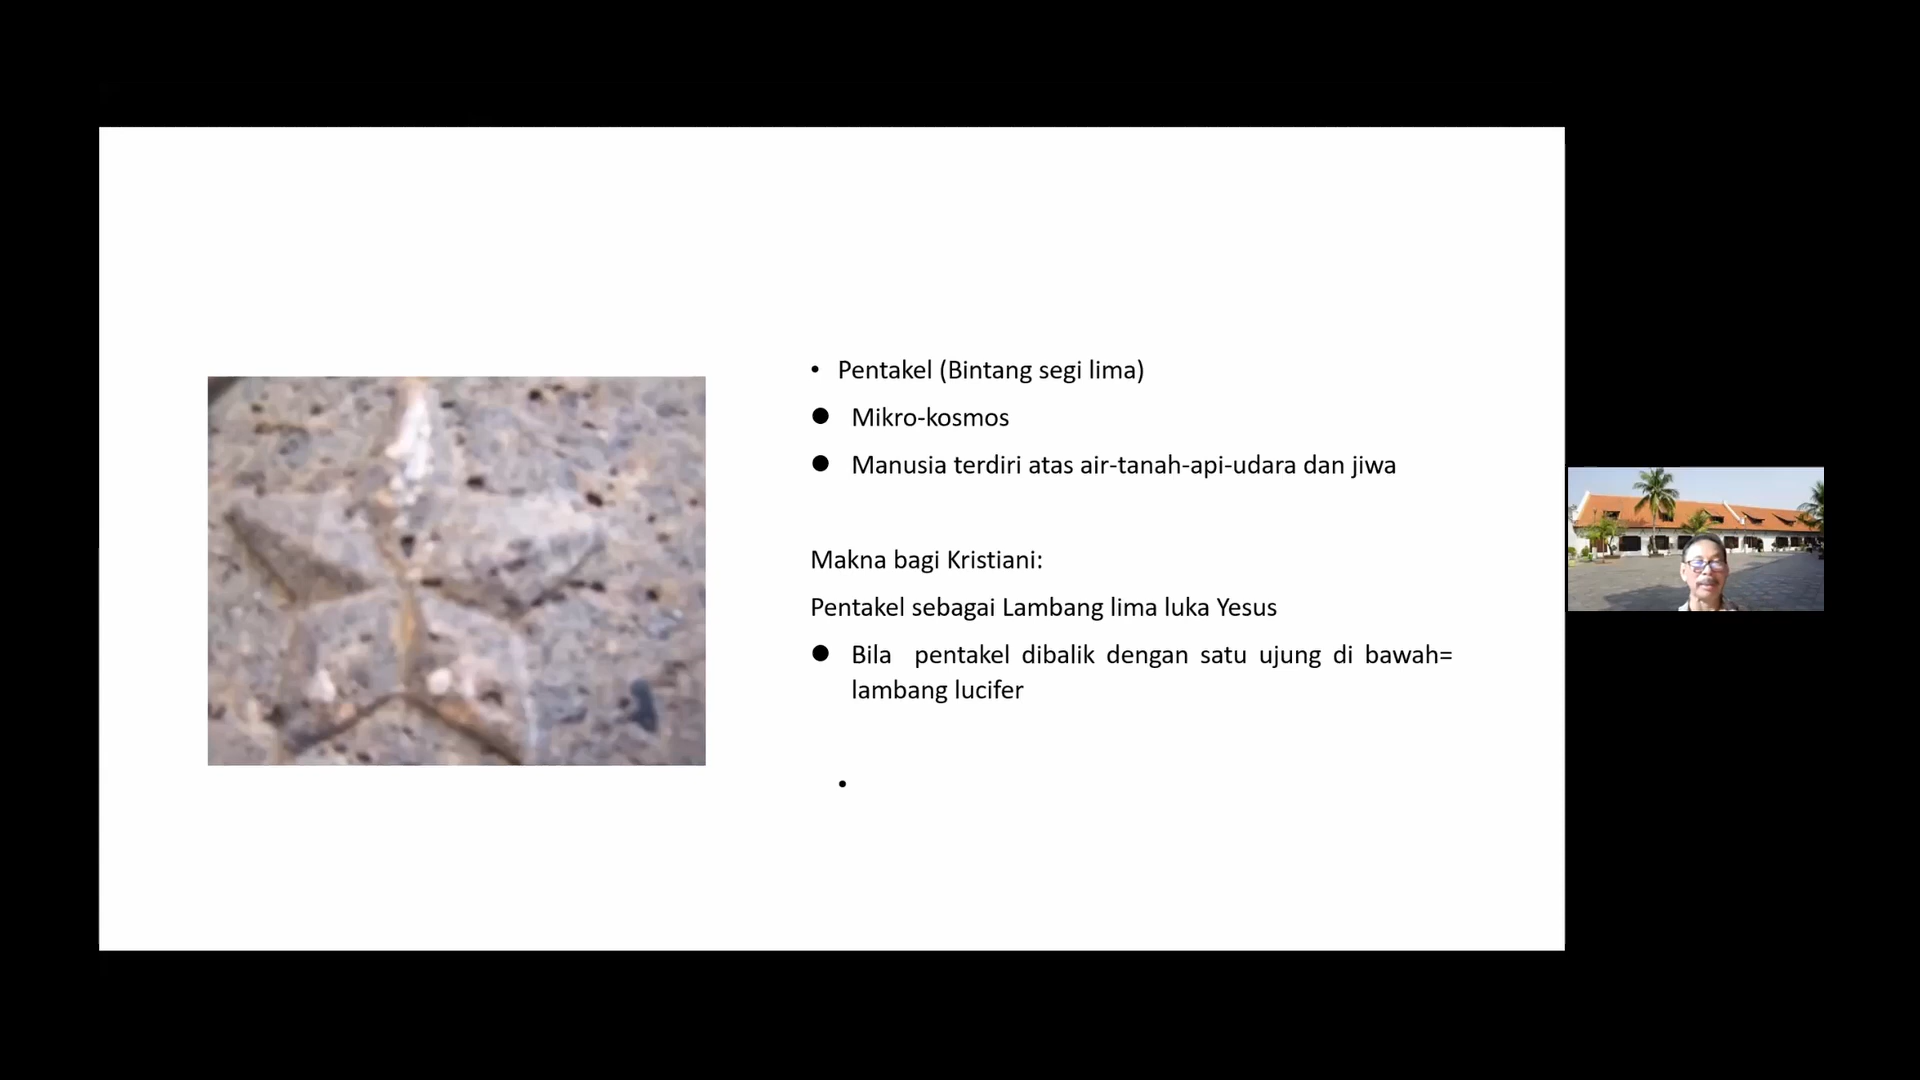 • Pentakel (Bintang segi lima)
● Mikro-kosmos
● Manusia terdiri atas air-tanah-api-udara dan jiwa
Makna bagi Kristiani:
Pentakel sebagai Lambang lima luka Yesus
● Bila pentakel dibalik dengan satu ujung di bawah=
lambang lucifer
•